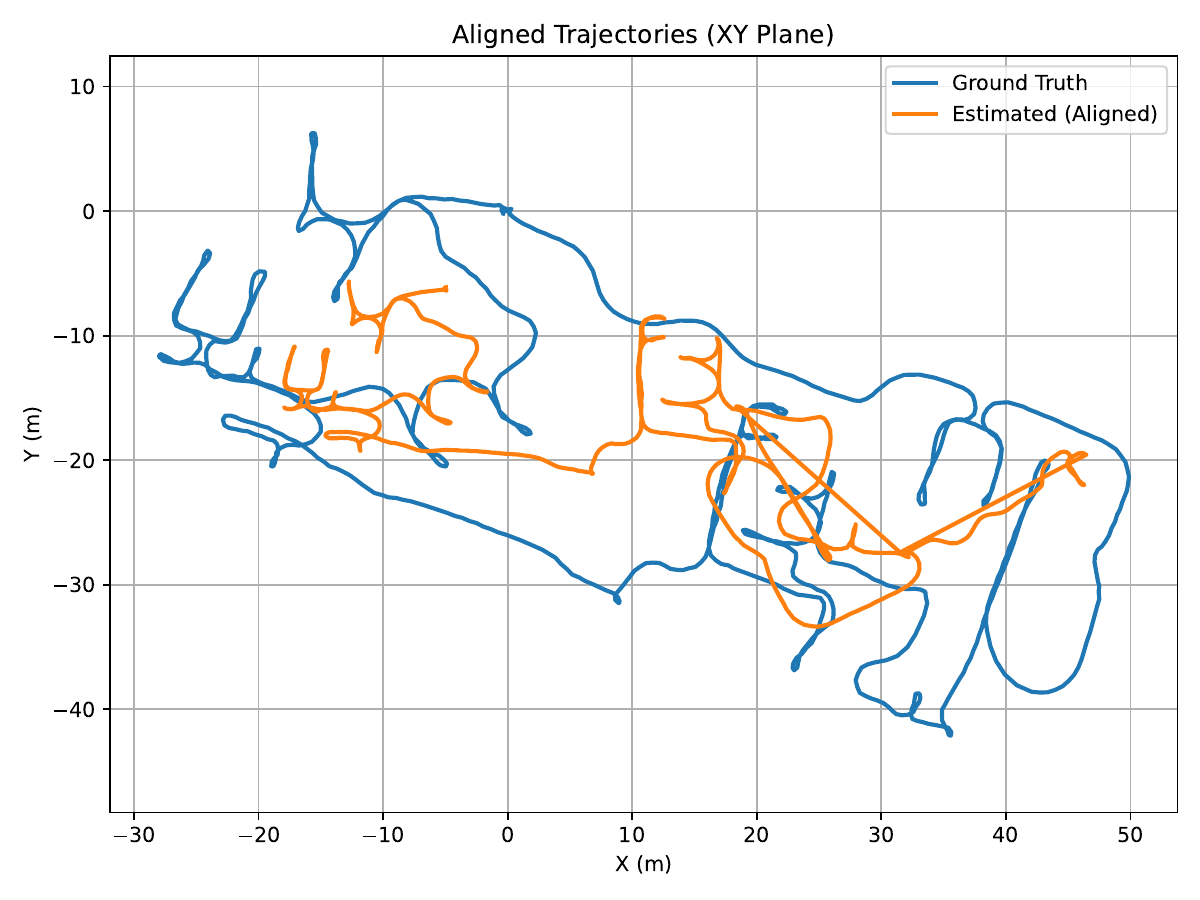 Aligned Trajectories (XY Plane)
Ground Truth
Estimated (Aligned)
10
0
−10
−20
−30
−40
Y (m)
−30 −20 −10 0 10 20 30 40 50
X (m)